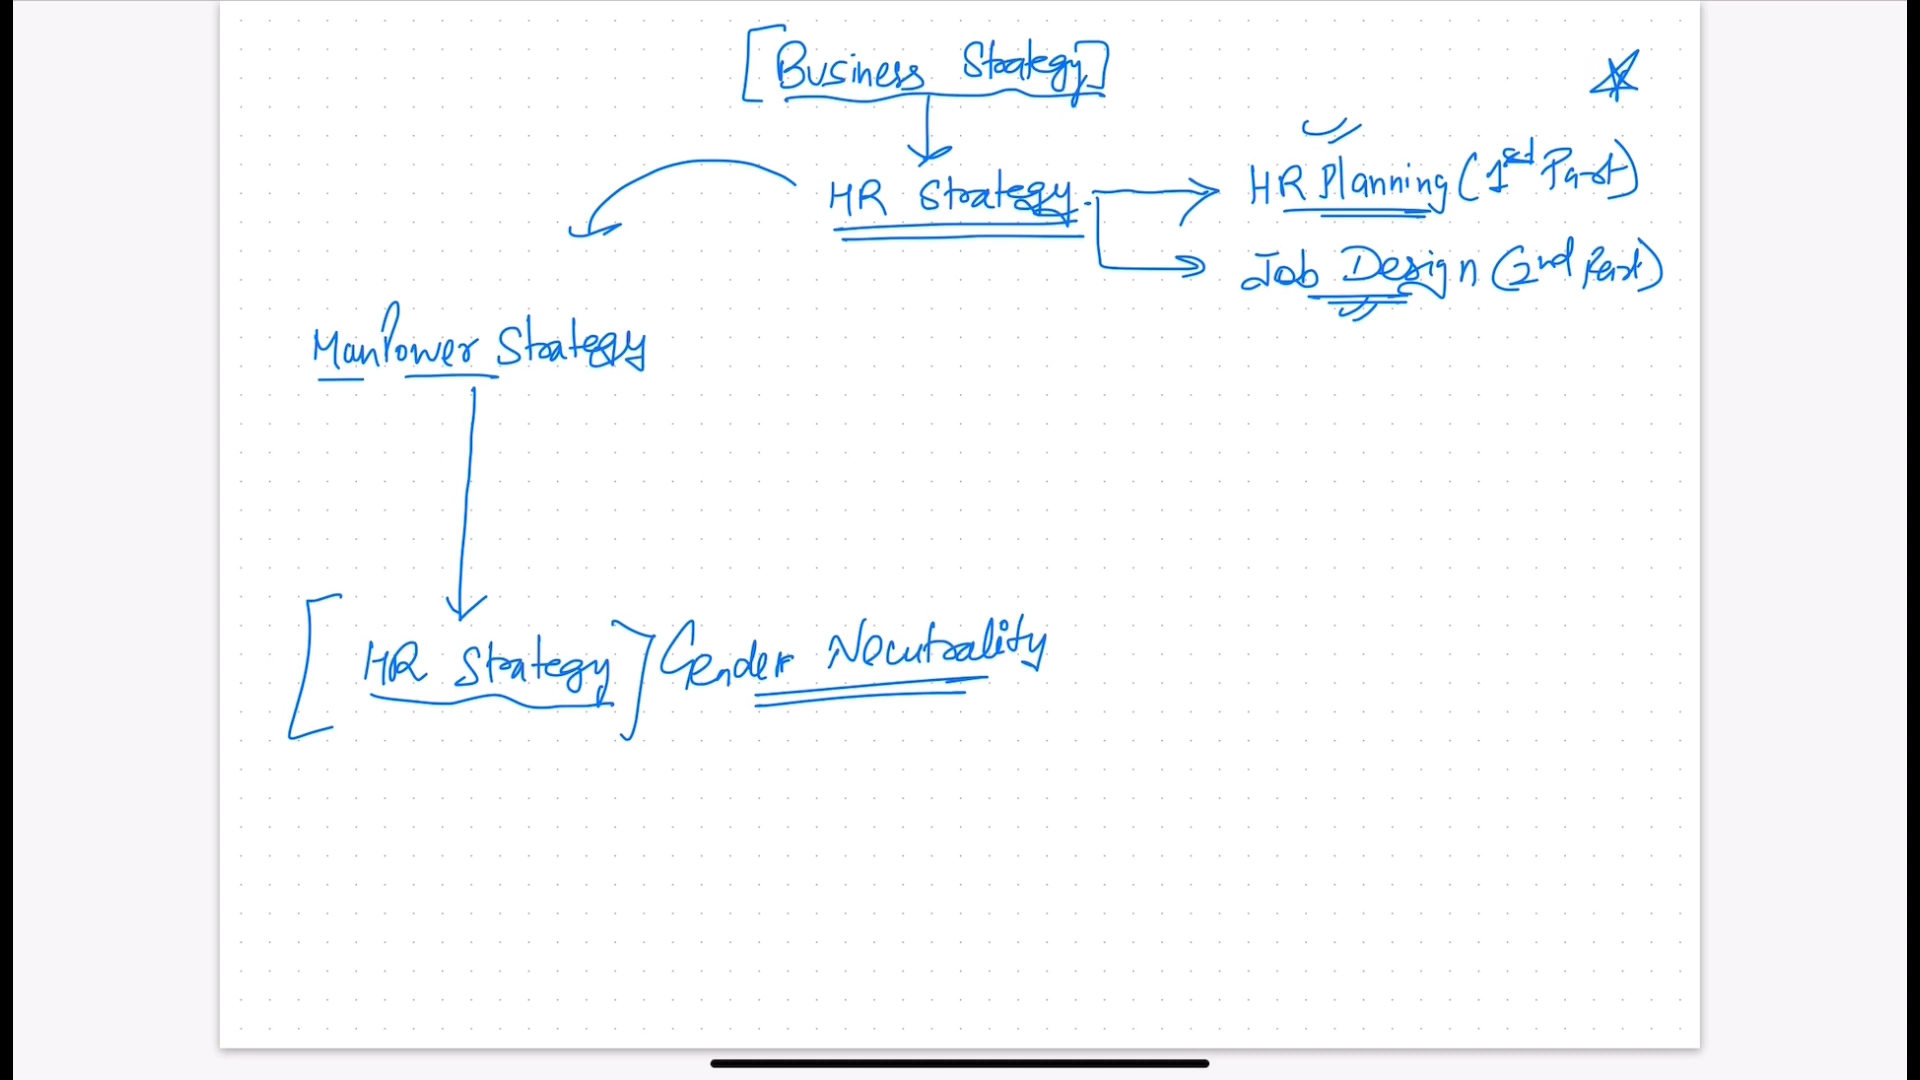 [Business Strategy]
HR Strategy
HR Planning (1st Part)
Job Design (2nd Part)
ManPower Strategy
[HR Strategy] Gender Neutrality